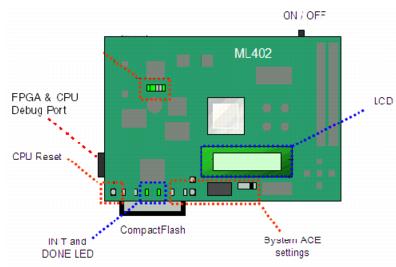 ON / OFF
ML402
FPGA & CPU
Debug Port
LCD
CPU Reset
CompactFlash
INIT and
DONE LED
System ACE
settings